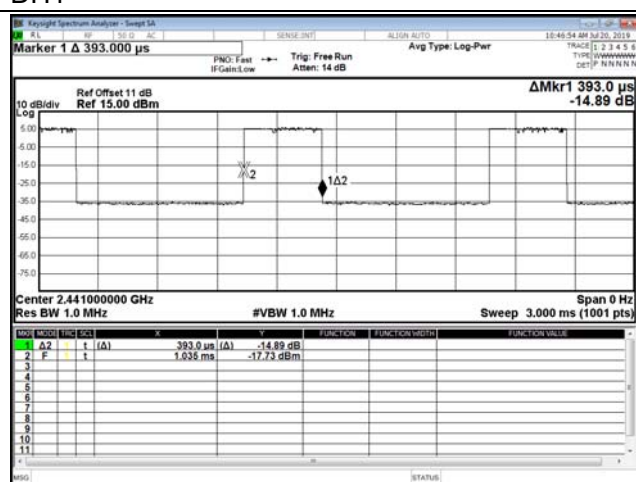 DH1
Keysight Spectrum Analyzer - Swept SA
RL RF 50 Ω AC SENSE:INT ALIGN AUTO 10:46:54 AM Jul 20, 2019
Marker 1 Δ 393.000 µs Avg Type: Log-Pwr TRACE 1 2 3 4 5 6
PNO: Fast Trig: Free Run TYPE WWWWWW
IFGain:Low Atten: 14 dB DET P N N N N N
Ref Offset 11 dB ΔMkr1 393.0 µs
10 dB/div Ref 15.00 dBm -14.89 dB
Log
5.00
-5.00
-15.0
2
-25.0
1Δ2
-35.0
-45.0
-55.0
-65.0
-75.0
Center 2.441000000 GHz Span 0 Hz
Res BW 1.0 MHz #VBW 1.0 MHz Sweep 3.000 ms (1001 pts)
MKR MODE TRC SCL X Y FUNCTION FUNCTION WIDTH FUNCTION VALUE
1 Δ2 1 t (Δ) 393.0 µs (Δ) -14.89 dB
2 F 1 t 1.035 ms -17.73 dBm
3
4
5
6
7
8
9
10
11
MSG STATUS